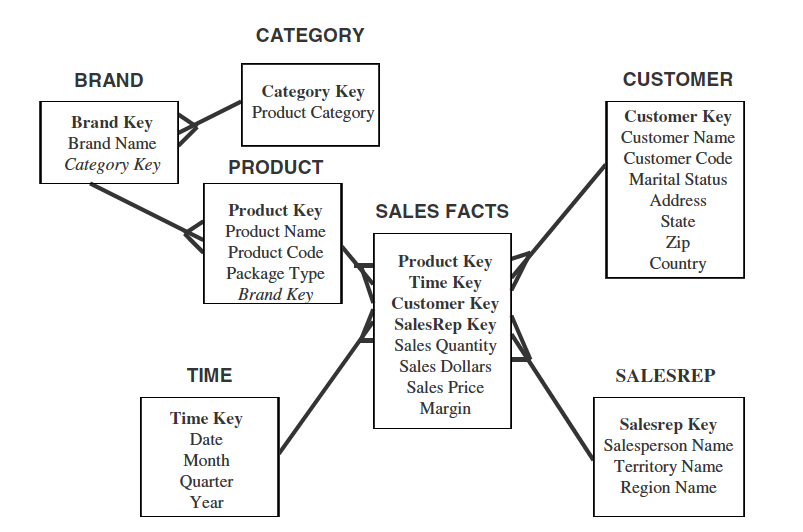 CATEGORY
Category Key
Product Category
BRAND
Brand Key
Brand Name
Category Key
PRODUCT
Product Key
Product Name
Product Code
Package Type
Brand Key
SALES FACTS
Product Key
Time Key
Customer Key
SalesRep Key
Sales Quantity
Sales Dollars
Sales Price
Margin
CUSTOMER
Customer Key
Customer Name
Customer Code
Marital Status
Address
State
Zip
Country
TIME
Time Key
Date
Month
Quarter
Year
SALESREP
Salesrep Key
Salesperson Name
Territory Name
Region Name